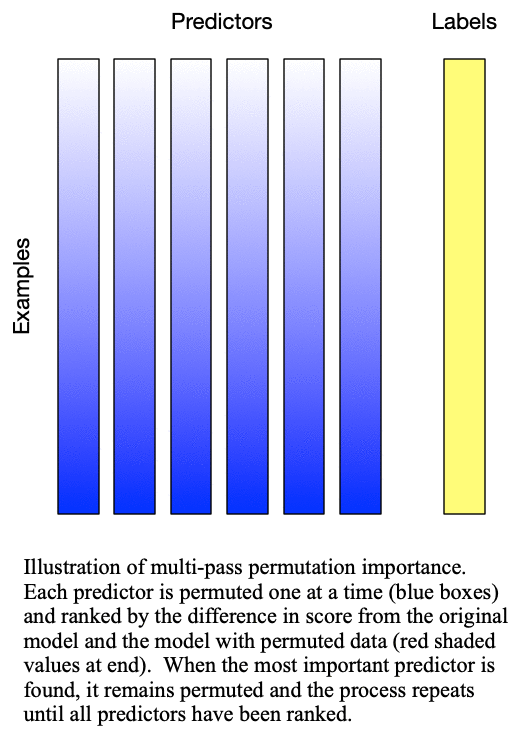 Predictors
Labels
Examples
Illustration of multi-pass permutation importance.
Each predictor is permuted one at a time (blue boxes)
and ranked by the difference in score from the original
model and the model with permuted data (red shaded
values at end).  When the most important predictor is
found, it remains permuted and the process repeats
until all predictors have been ranked.